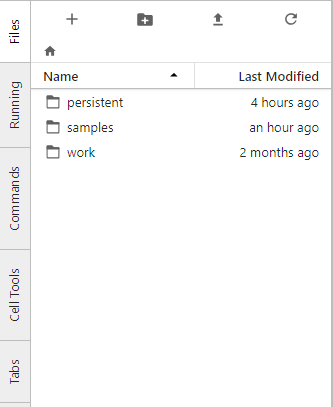 Files
Running
Commands
Cell Tools
Tabs
Name Last Modified
persistent 4 hours ago
samples an hour ago
work 2 months ago